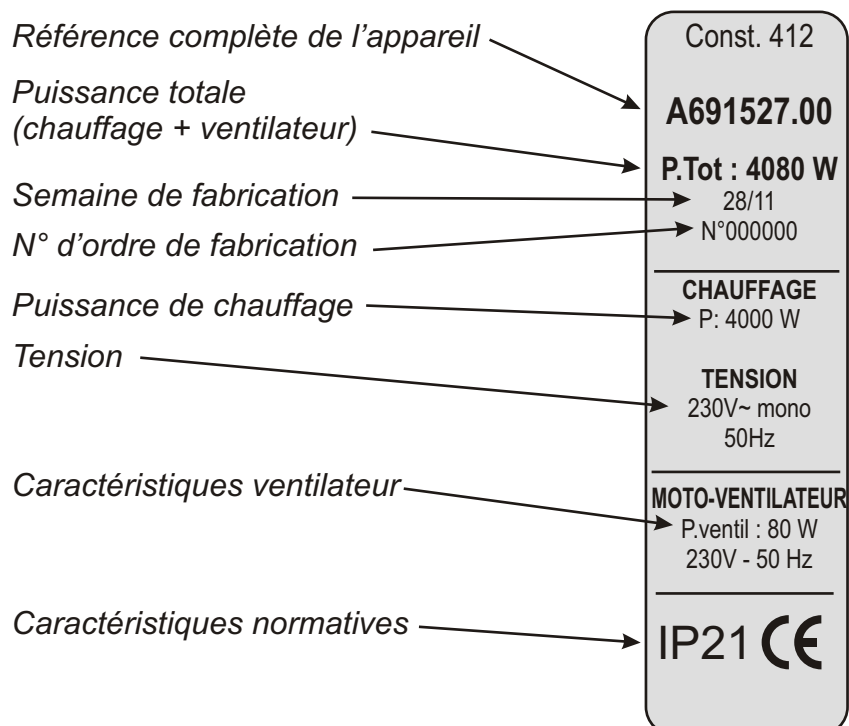 Référence complète de l'appareil
Puissance totale
(chauffage + ventilateur)
Semaine de fabrication
N° d'ordre de fabrication
Puissance de chauffage
Tension
Caractéristiques ventilateur
Caractéristiques normatives
Const. 412
A691527.00
P.Tot : 4080 W
28/11
N°000000
CHAUFFAGE
P: 4000 W
TENSION
230V~ mono
50Hz
MOTO-VENTILATEUR
P.ventil : 80 W
230V - 50 Hz
IP21 CE